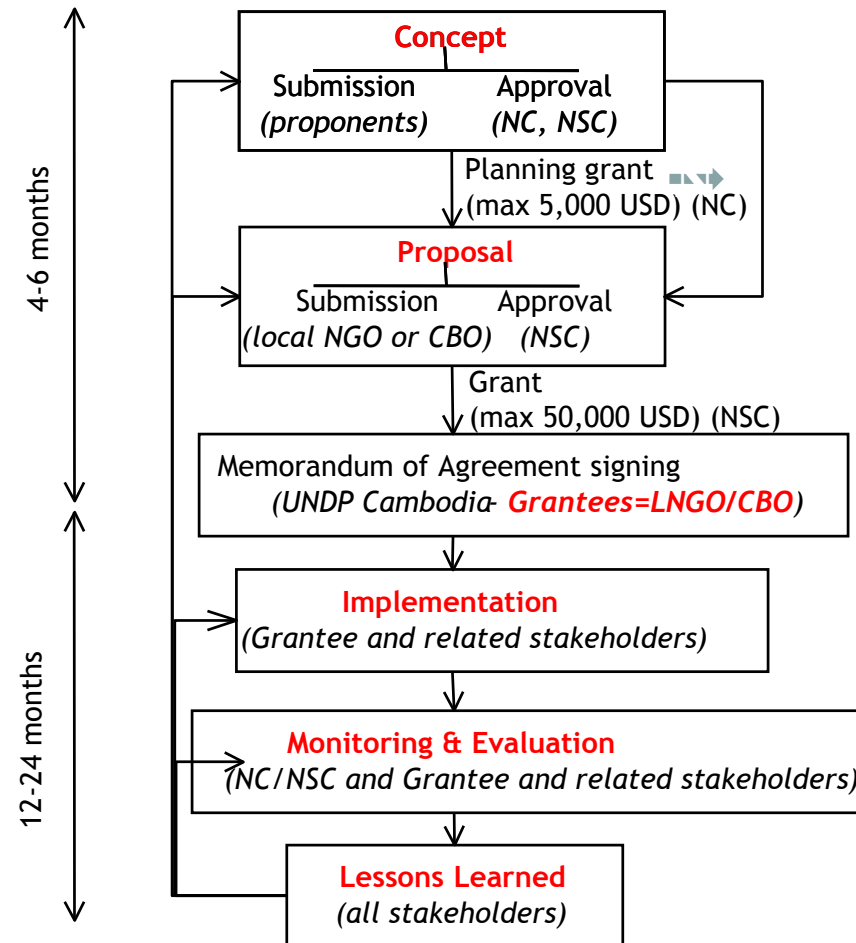 Concept
Submission Approval
(proponents) (NC, NSC)
Planning grant
(max 5,000 USD) (NC)
4-6 months
Proposal
Submission Approval
(local NGO or CBO) (NSC)
Grant
(max 50,000 USD) (NSC)
Memorandum of Agreement signing
(UNDP Cambodia- Grantees=LNGO/CBO)
12-24 months
Implementation
(Grantee and related stakeholders)
Monitoring & Evaluation
(NC/NSC and Grantee and related stakeholders)
Lessons Learned
(all stakeholders)